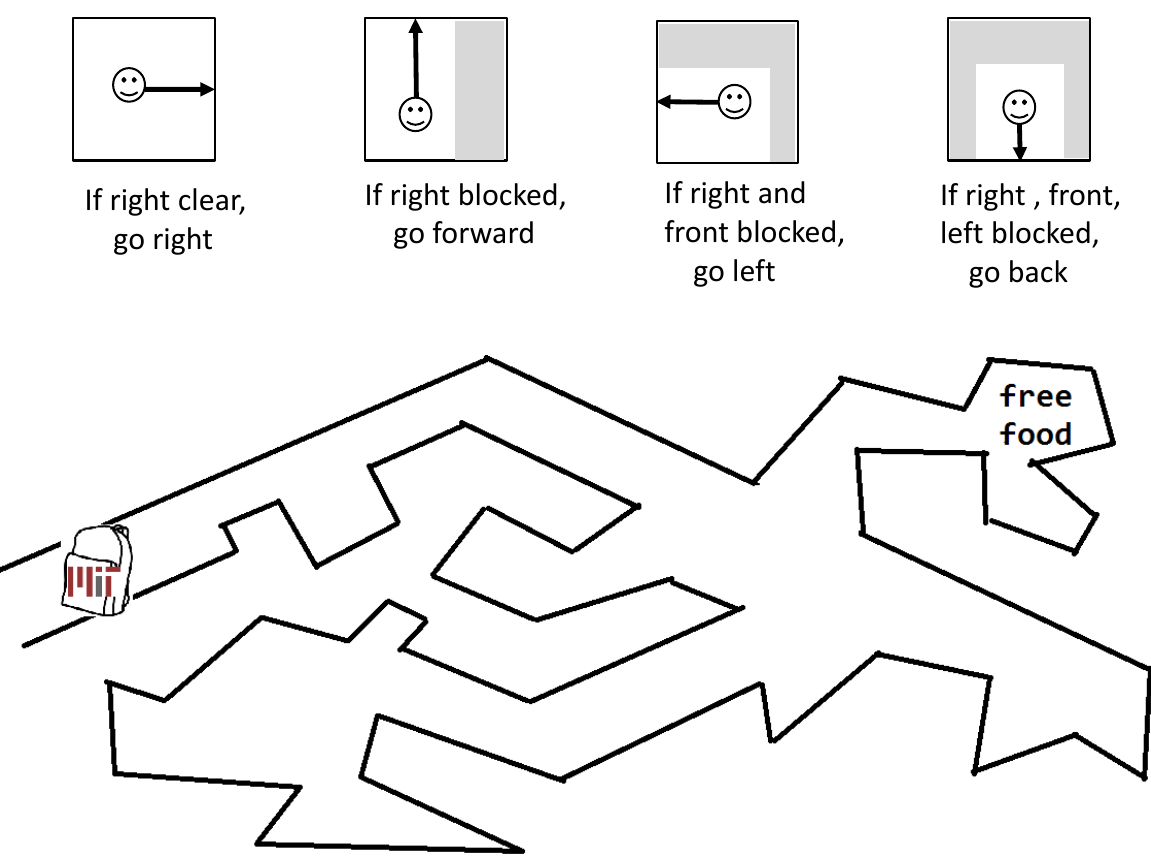 If right clear,
go right
If right blocked,
go forward
If right and
front blocked,
go left
If right , front,
left blocked,
go back
free
food
MiT